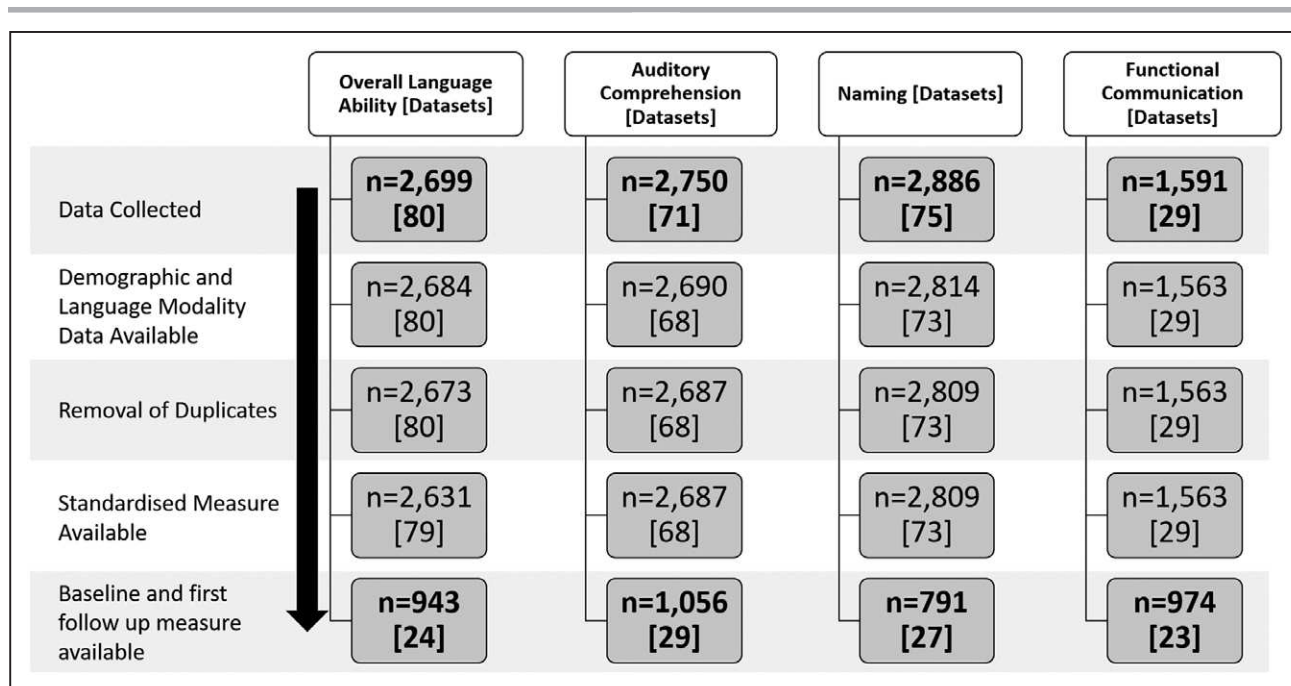 Overall Language
Ability [Datasets]
Auditory
Comprehension
[Datasets]
Naming [Datasets]
Functional
Communication
[Datasets]
Data Collected
n=2,699
[80]
n=2,750
[71]
n=2,886
[75]
n=1,591
[29]
Demographic and
Language Modality
Data Available
n=2,684
[80]
n=2,690
[68]
n=2,814
[73]
n=1,563
[29]
Removal of Duplicates
n=2,673
[80]
n=2,687
[68]
n=2,809
[73]
n=1,563
[29]
Standardised Measure
Available
n=2,631
[79]
n=2,687
[68]
n=2,809
[73]
n=1,563
[29]
Baseline and first
follow up measure
available
n=943
[24]
n=1,056
[29]
n=791
[27]
n=974
[23]